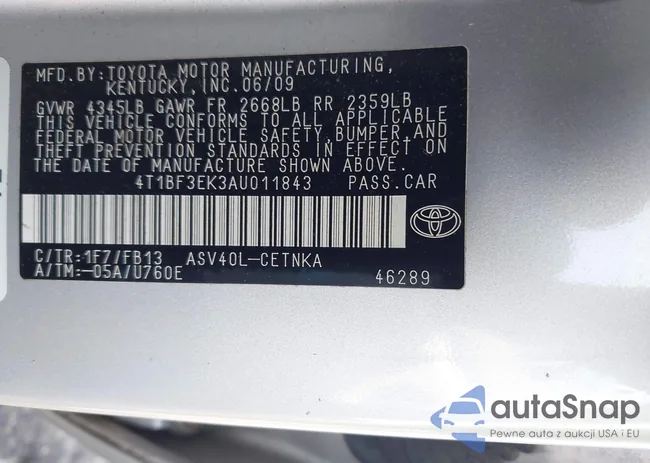 MFD.BY:TOYOTA MOTOR MANUFACTURING,
KENTUCKY, INC.06/09
GVWR 4345LB GAWR FR 2668LB RR 2359LB
THIS VEHICLE CONFORMS TO ALL APPLICABLE
FEDERAL MOTOR VEHICLE SAFETY,BUMPER,AND
THEFT PREVENTION STANDARDS IN EFFECT ON
THE DATE OF MANUFACTURE SHOWN ABOVE.
4T1BF3EK3AU011843 PASS.CAR
C/TR:1F7/FB13 ASV40L-CETNKA
A/TM:-05A/U760E 46289
autaSnap
Pewne auta z aukcji USA i EU